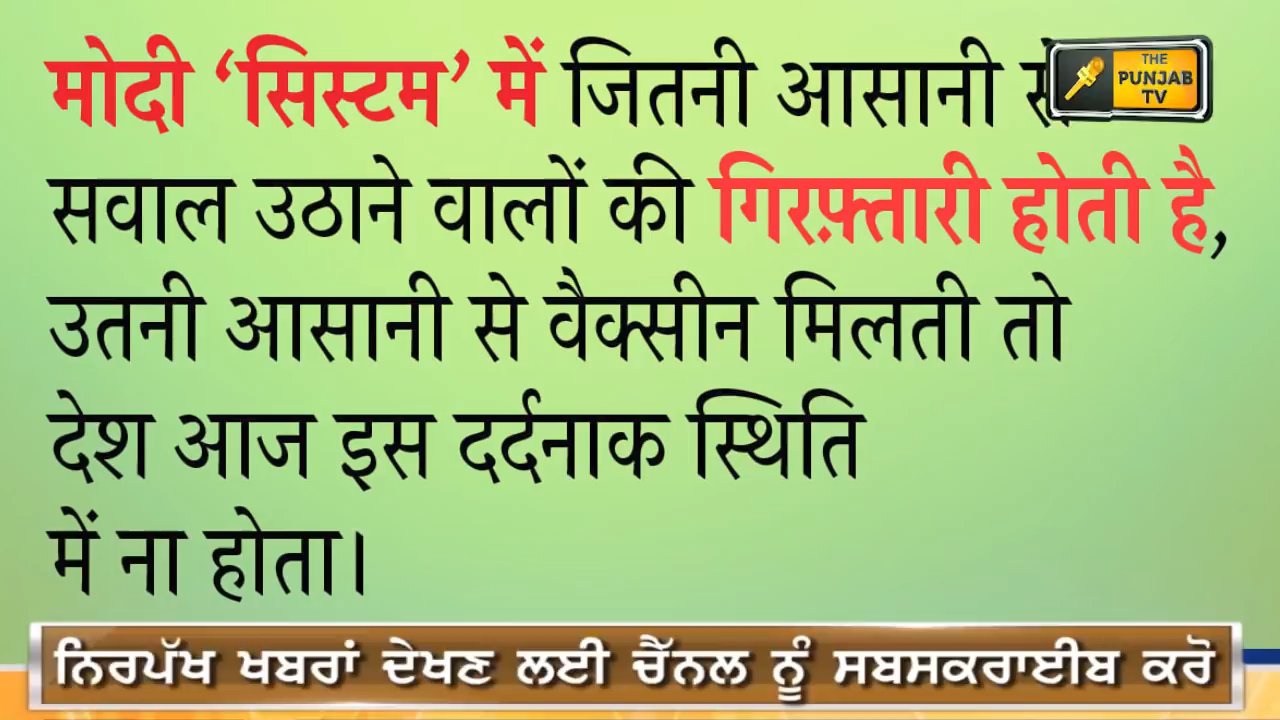 मोदी ‘सिस्टम’ में जितनी आसानी से
THE
PUNJAB
TV
सवाल उठाने वालों की गिरफ़्तारी होती है,
उतनी आसानी से वैक्सीन मिलती तो
देश आज इस दर्दनाक स्थिति
में ना होता।
ਨਿਰਪੱਖ ਖਬਰਾਂ ਦੇਖਣ ਲਈ ਚੈੱਨਲ ਨੂੰ ਸਬਸਕਰਾਈਬ ਕਰੋ